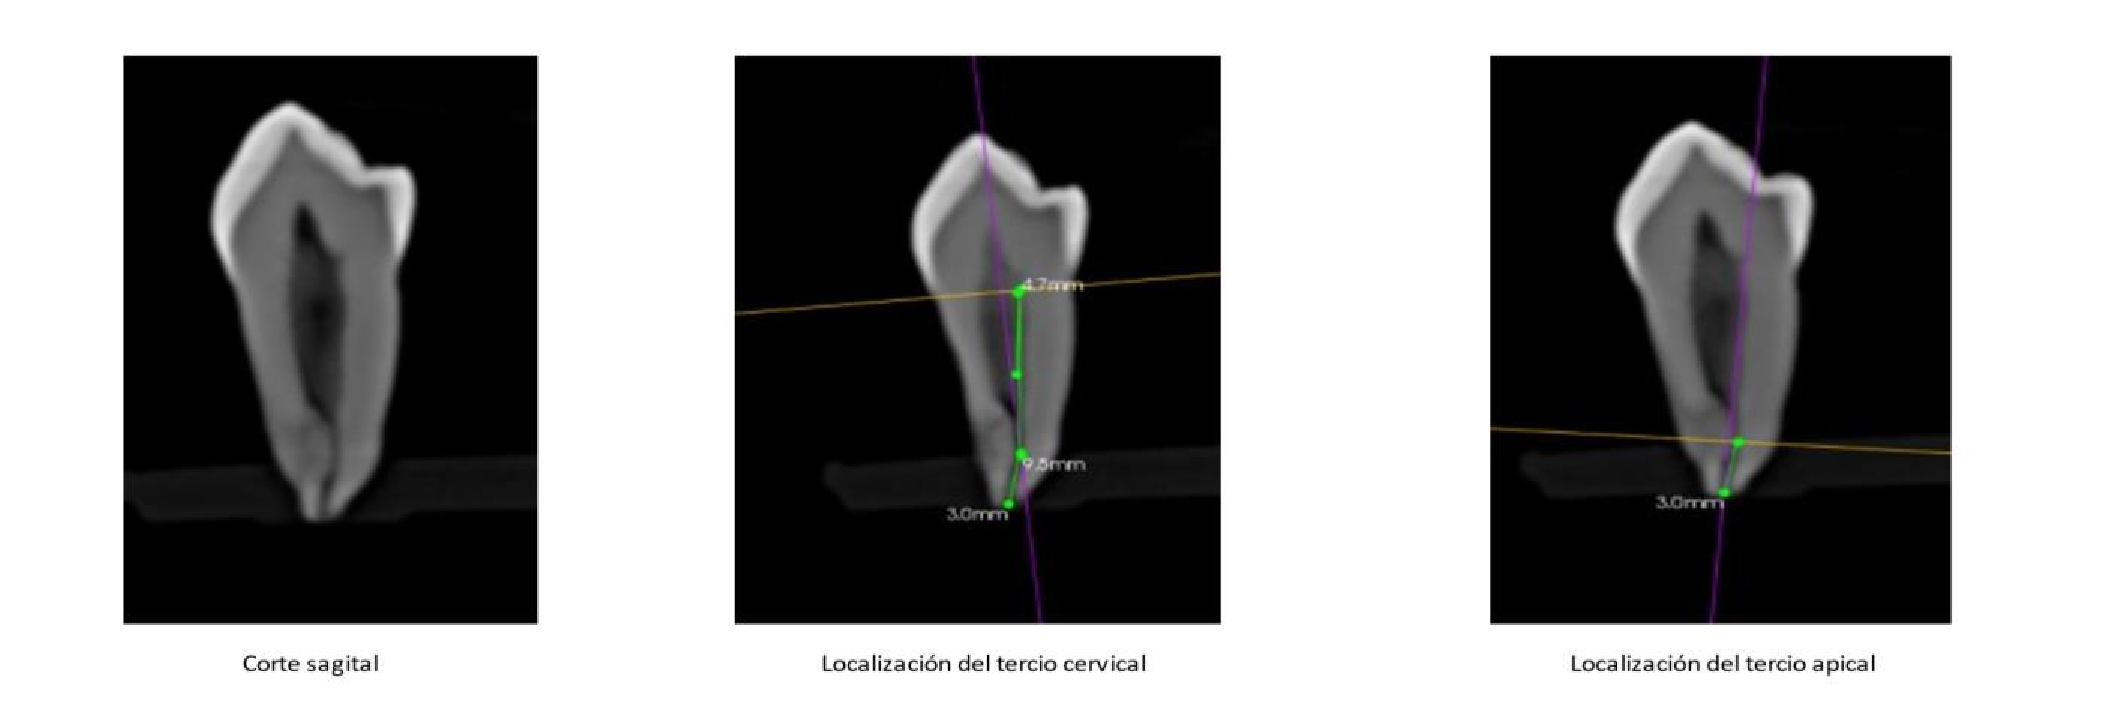 4.7mm
9.5mm
3.0mm
3.0mm
Corte sagital
Localización del tercio cervical
Localización del tercio apical